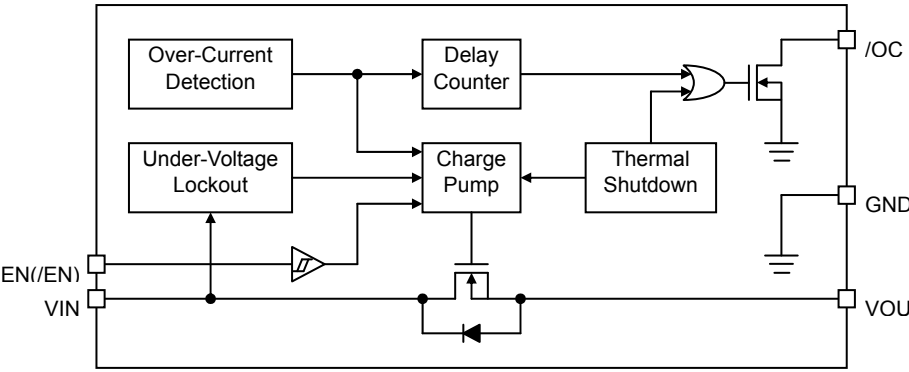 Over-Current
Detection
Delay
Counter
/OC
Under-Voltage
Lockout
Charge
Pump
Thermal
Shutdown
GND
EN(/EN)
VIN
VOU